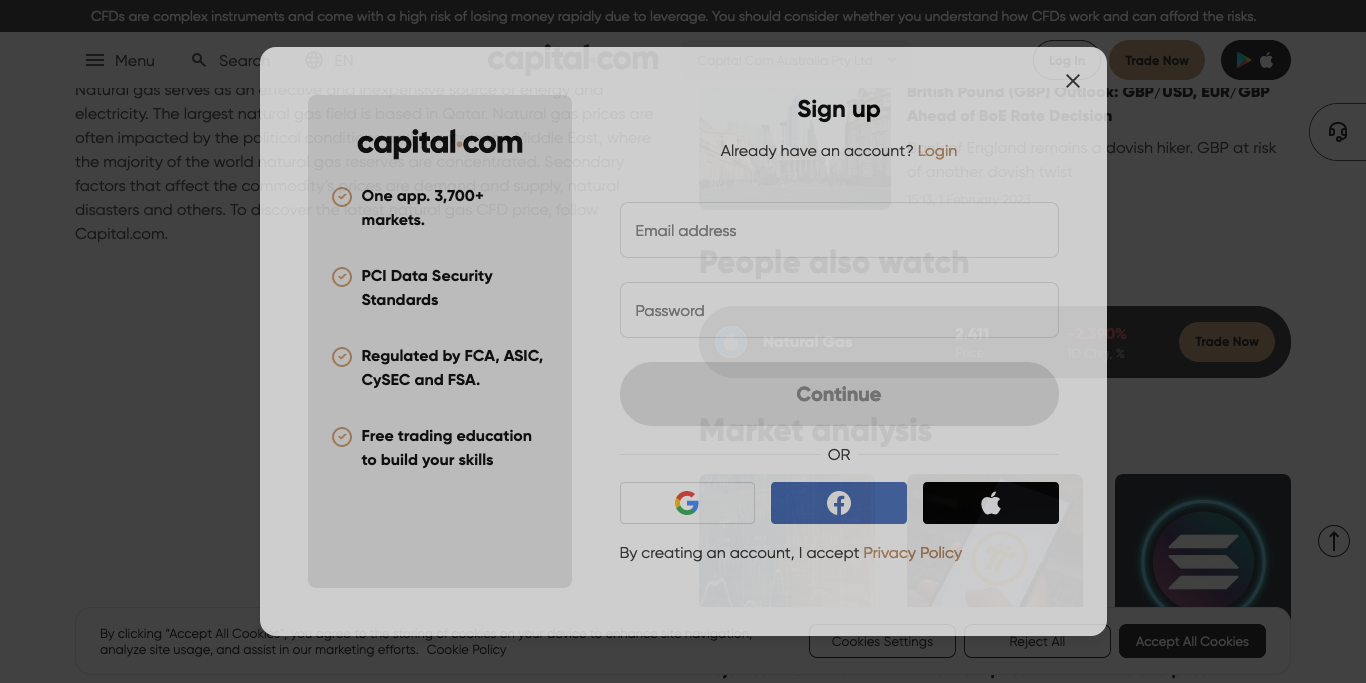 CFDs are complex instruments and come with a high risk of losing money rapidly due to leverage. You should consider whether you understand how CFDs work and can afford the risks.
Menu
Search
EN
capital.com
Capital Com Australia Pty Ltd
Log In
Trade Now
Natural gas serves as an effective and inexpensive source of energy and
electricity. The largest natural gas field is based in Qatar. Natural gas prices are
often impacted by the political conditions in the Middle East, where
the majority of the world natural gas reserves are concentrated. Secondary
factors that affect the commodity's prices are demand and supply, natural
disasters and others. To discover the latest natural gas CFD price, follow
Capital.com.
British Pound (GBP) Outlook: GBP/USD, EUR/GBP
Ahead of BoE Rate Decision
of England remains a dovish hiker. GBP at risk
of another dovish twist
15:13, 1 February 2023
People also watch
Natural Gas
2.411
Price
-2.390%
1D Chg, %
Trade Now
Market analysis
capital.com
One app. 3,700+
markets.
PCI Data Security
Standards
Regulated by FCA, ASIC,
CySEC and FSA.
Free trading education
to build your skills
Sign up
Already have an account? Login
Email address
Password
Continue
OR
By creating an account, I accept Privacy Policy
By clicking “Accept All Cookies”, you agree to the storing of cookies on your device to enhance site navigation,
analyze site usage, and assist in our marketing efforts. Cookie Policy
Cookies Settings
Reject All
Accept All Cookies